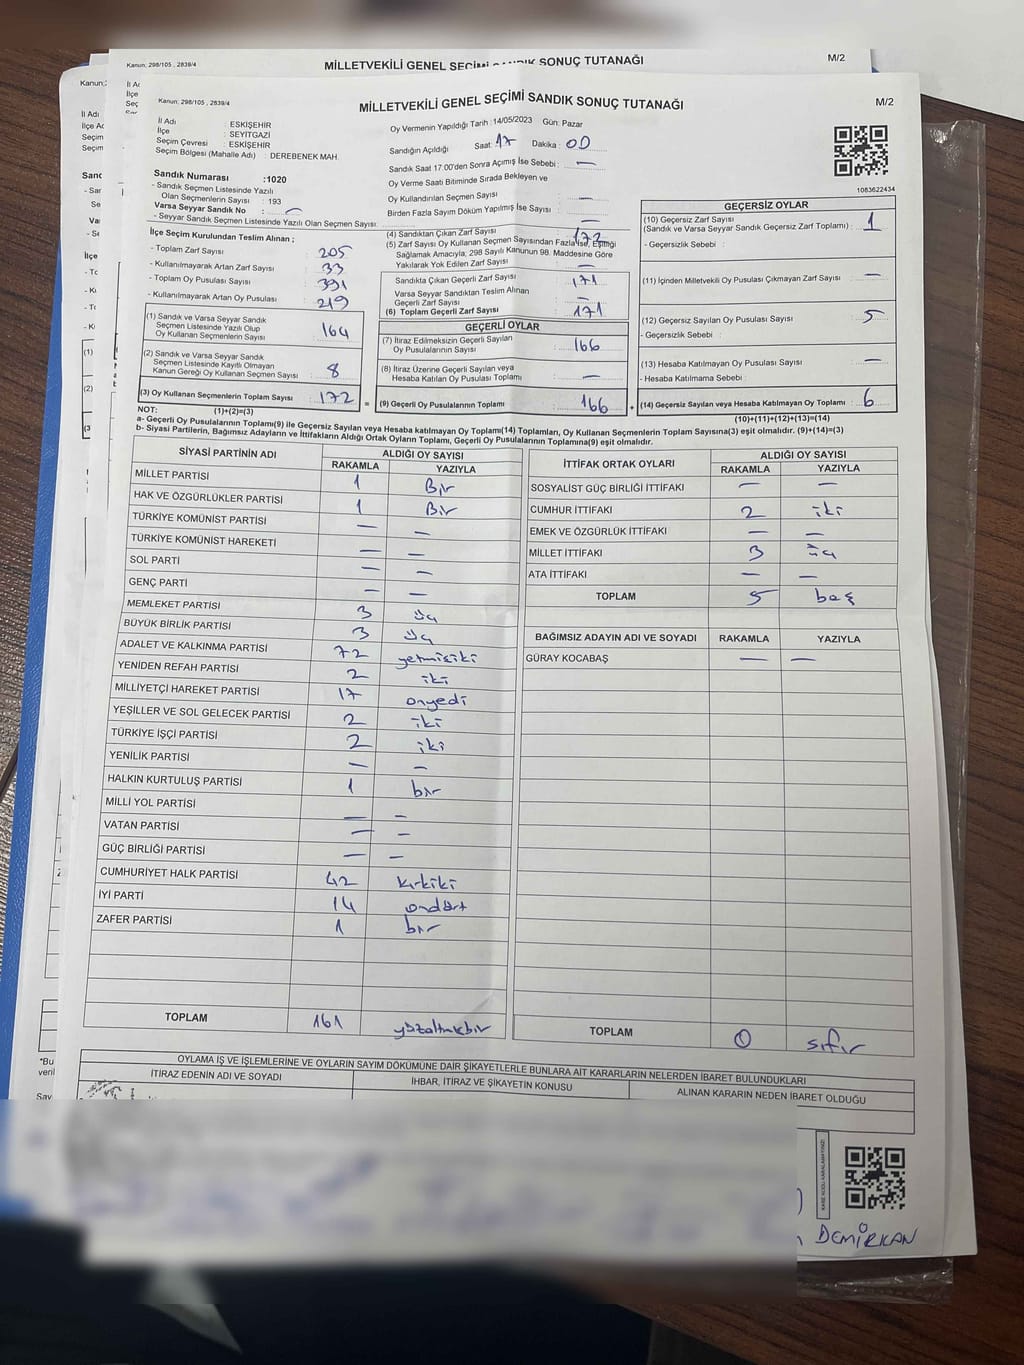 Kanun; 298/105 , 2839/4
MİLLETVEKİLİ GENEL SEÇİMİ SANDIK SONUÇ TUTANAĞI
M/2
Kanun; 298/105 , 2839/4
MİLLETVEKİLİ GENEL SEÇİMİ SANDIK SONUÇ TUTANAĞI
M/2
İl Adı : ESKİŞEHİR
İlçe : SEYİTGAZİ
Seçim Çevresi : ESKİŞEHİR
Seçim Bölgesi (Mahalle Adı) : DEREBENEK MAH.
Sandık Numarası :1020
- Sandık Seçmen Listesinde Yazılı
Olan Seçmenlerin Sayısı : 193
Varsa Seyyar Sandık No : –
- Seyyar Sandık Seçmen Listesinde Yazılı Olan Seçmen Sayısı
Oy Vermenin Yapıldığı Tarih :14/05/2023 Gün: Pazar
Sandığın Açıldığı Saat: 17 Dakika : 00
Sandık Saat 17:00'den Sonra Açımış İse Sebebi : –
Oy Verme Saati Bitiminde Sırada Bekleyen ve
Oy Kullandırılan Seçmen Sayısı : –
Birden Fazla Sayım Döküm Yapılmış İse Sayısı : –
1083622434
İlçe Seçim Kurulundan Teslim Alınan ;
- Toplam Zarf Sayısı : 205
- Kullanılmayarak Artan Zarf Sayısı : 33
- Toplam Oy Pusulası Sayısı : 391
- Kullanılmayarak Artan Oy Pusulası : 219
(1) Sandık ve Varsa Seyyar Sandık
Seçmen Listesinde Yazılı Olup
Oy Kullanan Seçmenlerin Sayısı : 164
(2) Sandık ve Varsa Seyyar Sandık
Seçmen Listesinde Kayıtlı Olmayan
Kanun Gereği Oy Kullanan Seçmen Sayısı : 8
(3) Oy Kullanan Seçmenlerin Toplam Sayısı : 172
(4) Sandıktan Çıkan Zarf Sayısı : 172
(5) Zarf Sayısı Oy Kullanan Seçmen Sayısından Fazla İse, Eşitliği
Sağlamak Amacıyla, 298 Sayılı Kanunun 98. Maddesine Göre
Yakılarak Yok Edilen Zarf Sayısı : –
Sandıkta Çıkan Geçerli Zarf Sayısı : 171
Varsa Seyyar Sandıktan Teslim Alınan
Geçerli Zarf Sayısı : –
(6) Toplam Geçerli Zarf Sayısı : 171
GEÇERLİ OYLAR
(7) İtiraz Edilmeksizin Geçerli Sayılan
Oy Pusulalarının Sayısı : 166
(8) İtiraz Üzerine Geçerli Sayılan veya
Hesaba Katılan Oy Pusulası Toplamı : –
= (9) Geçerli Oy Pusulalarının Toplamı : 166
GEÇERSİZ OYLAR
(10) Geçersiz Zarf Sayısı
(Sandık ve Varsa Seyyar Sandık Geçersiz Zarf Toplamı) : 1
- Geçersizlik Sebebi :
(11) İçinden Milletvekili Oy Pusulası Çıkmayan Zarf Sayısı : –
(12) Geçersiz Sayılan Oy Pusulası Sayısı : 5
- Geçersizlik Sebebi :
(13) Hesaba Katılmayan Oy Pusulası Sayısı : –
- Hesaba Katılmama Sebebi :
+ (14) Geçersiz Sayılan veya Hesaba Katılmayan Oy Toplamı : 6
NOT: (1)+(2)=(3)
(10)+(11)+(12)+(13)=(14)
a- Geçerli Oy Pusulalarının Toplamı(9) ile Geçersiz Sayılan veya Hesaba Katılmayan Oy Toplamı(14) Toplamları, Oy Kullanan Seçmenlerin Toplam Sayısına(3) eşit olmalıdır. (9)+(14)=(3)
b- Siyasi Partilerin, Bağımsız Adayların ve İttifakların Aldığı Ortak Oyların Toplamı, Geçerli Oy Pusulalarının Toplamına(9) eşit olmalıdır.
SİYASİ PARTİNİN ADI ALDIĞI OY SAYISI
RAKAMLA YAZIYLA
MİLLET PARTİSİ 1 Bir
HAK VE ÖZGÜRLÜKLER PARTİSİ 1 Bir
TÜRKİYE KOMÜNİST PARTİSİ – –
TÜRKİYE KOMÜNİST HAREKETİ – –
SOL PARTİ – –
GENÇ PARTİ – –
MEMLEKET PARTİSİ 3 üç
BÜYÜK BİRLİK PARTİSİ 3 üç
ADALET VE KALKINMA PARTİSİ 72 yetmişiki
YENİDEN REFAH PARTİSİ 2 iki
MİLLİYETÇİ HAREKET PARTİSİ 17 onyedi
YEŞİLLER VE SOL GELECEK PARTİSİ 2 iki
TÜRKİYE İŞÇİ PARTİSİ 2 iki
YENİLİK PARTİSİ – –
HALKIN KURTULUŞ PARTİSİ 1 bir
MİLLİ YOL PARTİSİ – –
VATAN PARTİSİ – –
GÜÇ BİRLİĞİ PARTİSİ – –
CUMHURİYET HALK PARTİSİ 42 kırkiki
İYİ PARTİ 14 ondört
ZAFER PARTİSİ 1 bir
TOPLAM 161 yüzaltmışbir
İTTİFAK ORTAK OYLARI ALDIĞI OY SAYISI
RAKAMLA YAZIYLA
SOSYALİST GÜÇ BİRLİĞİ İTTİFAKI – –
CUMHUR İTTİFAKI 2 iki
EMEK VE ÖZGÜRLÜK İTTİFAKI – –
MİLLET İTTİFAKI 3 üç
ATA İTTİFAKI – –
TOPLAM 5 beş
BAĞIMSIZ ADAYIN ADI VE SOYADI RAKAMLA YAZIYLA
GÜRAY KOCABAŞ – –
TOPLAM 0 sıfır
OYLAMA İŞ VE İŞLEMLERİNE VE OYLARIN SAYIM DÖKÜMÜNE DAİR ŞİKAYETLERLE BUNLARA AİT KARARLARIN NELERDEN İBARET BULUNDUKLARI
İTİRAZ EDENİN ADI VE SOYADI
İHBAR, İTİRAZ VE ŞİKAYETİN KONUSU
ALINAN KARARIN NEDEN İBARET OLDUĞU
DEMİRKAN